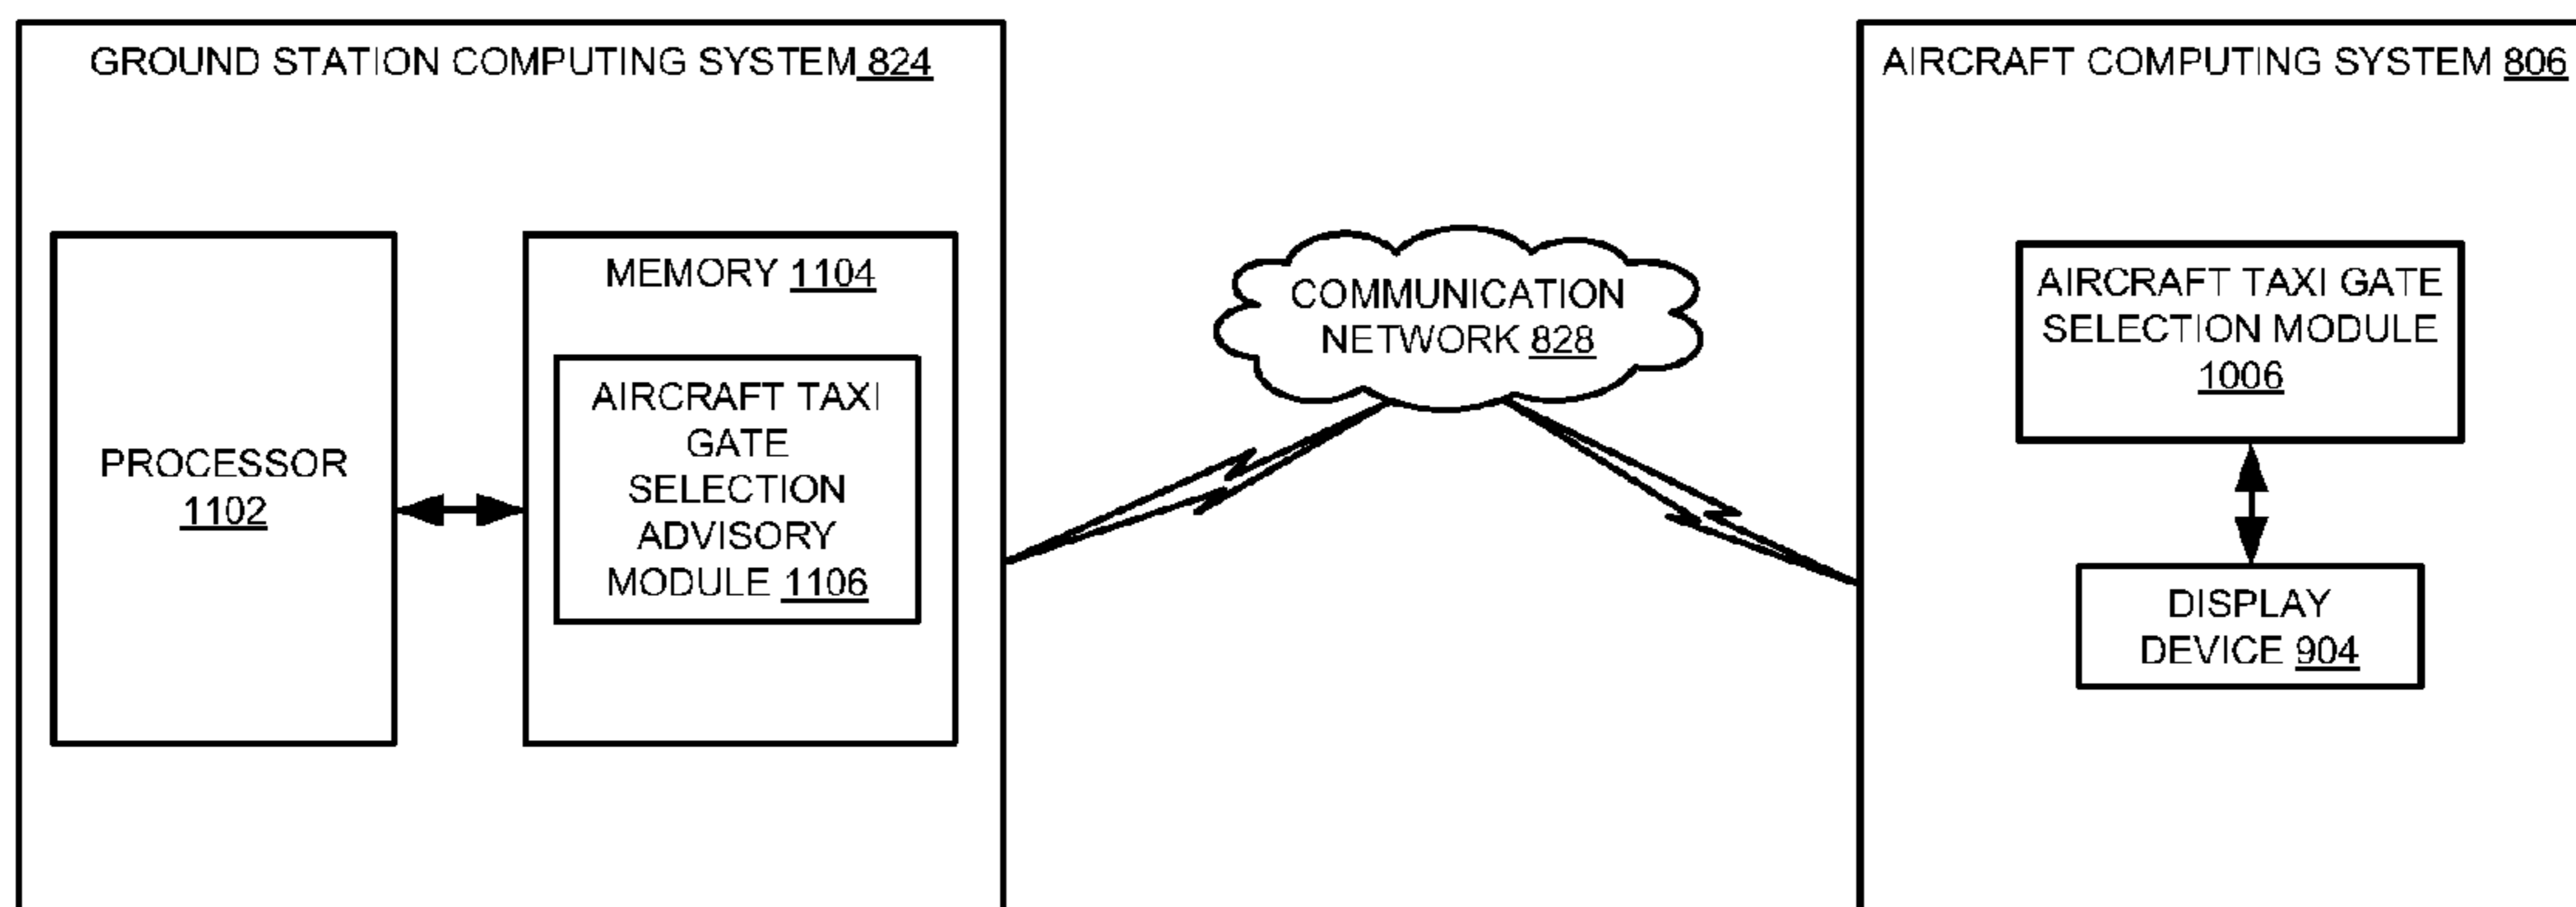 GROUND STATION COMPUTING SYSTEM 824
PROCESSOR
1102
MEMORY 1104
AIRCRAFT TAXI
GATE
SELECTION
ADVISORY
MODULE 1106
COMMUNICATION
NETWORK 828
AIRCRAFT COMPUTING SYSTEM 806
AIRCRAFT TAXI GATE
SELECTION MODULE
1006
DISPLAY
DEVICE 904